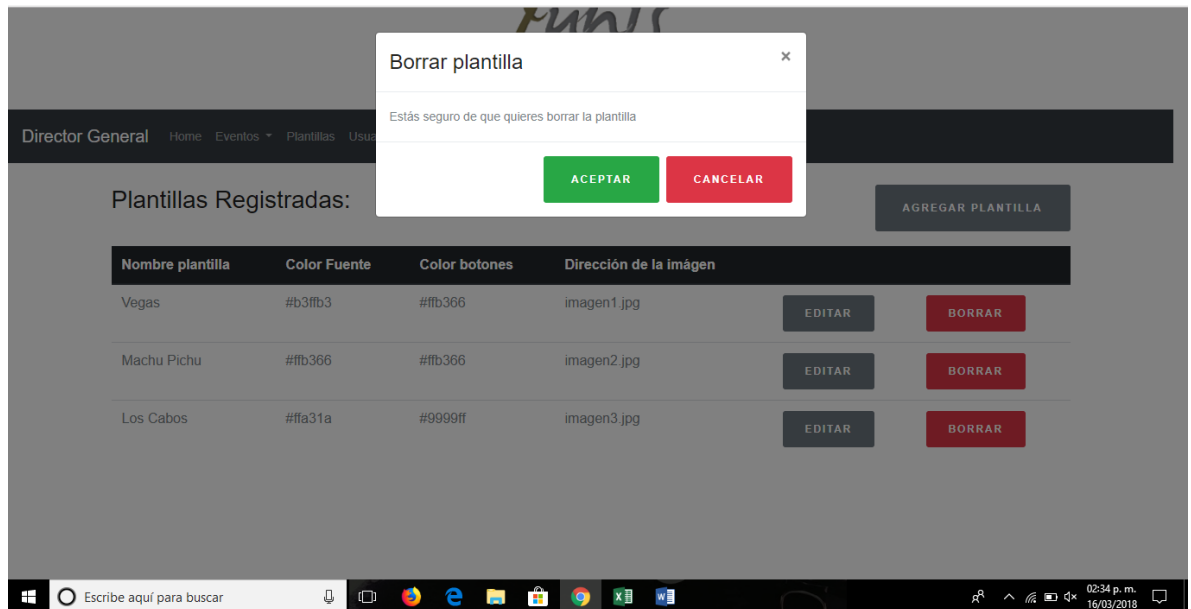 Borrar plantilla
×
Estás seguro de que quieres borrar la plantilla
ACEPTAR CANCELAR
Director General Home Eventos Plantillas
Plantillas Registradas:
AGREGAR PLANTILLA
Nombre plantilla Color Fuente Color botones Dirección de la imágen
Vegas #b3ffb3 #ffb366 imagen1.jpg EDITAR BORRAR
Machu Pichu #ffb366 #ffb366 imagen2.jpg EDITAR BORRAR
Los Cabos #ffa31a #9999ff imagen3.jpg EDITAR BORRAR
Escribe aquí para buscar
02:34 p. m.
16/03/2018